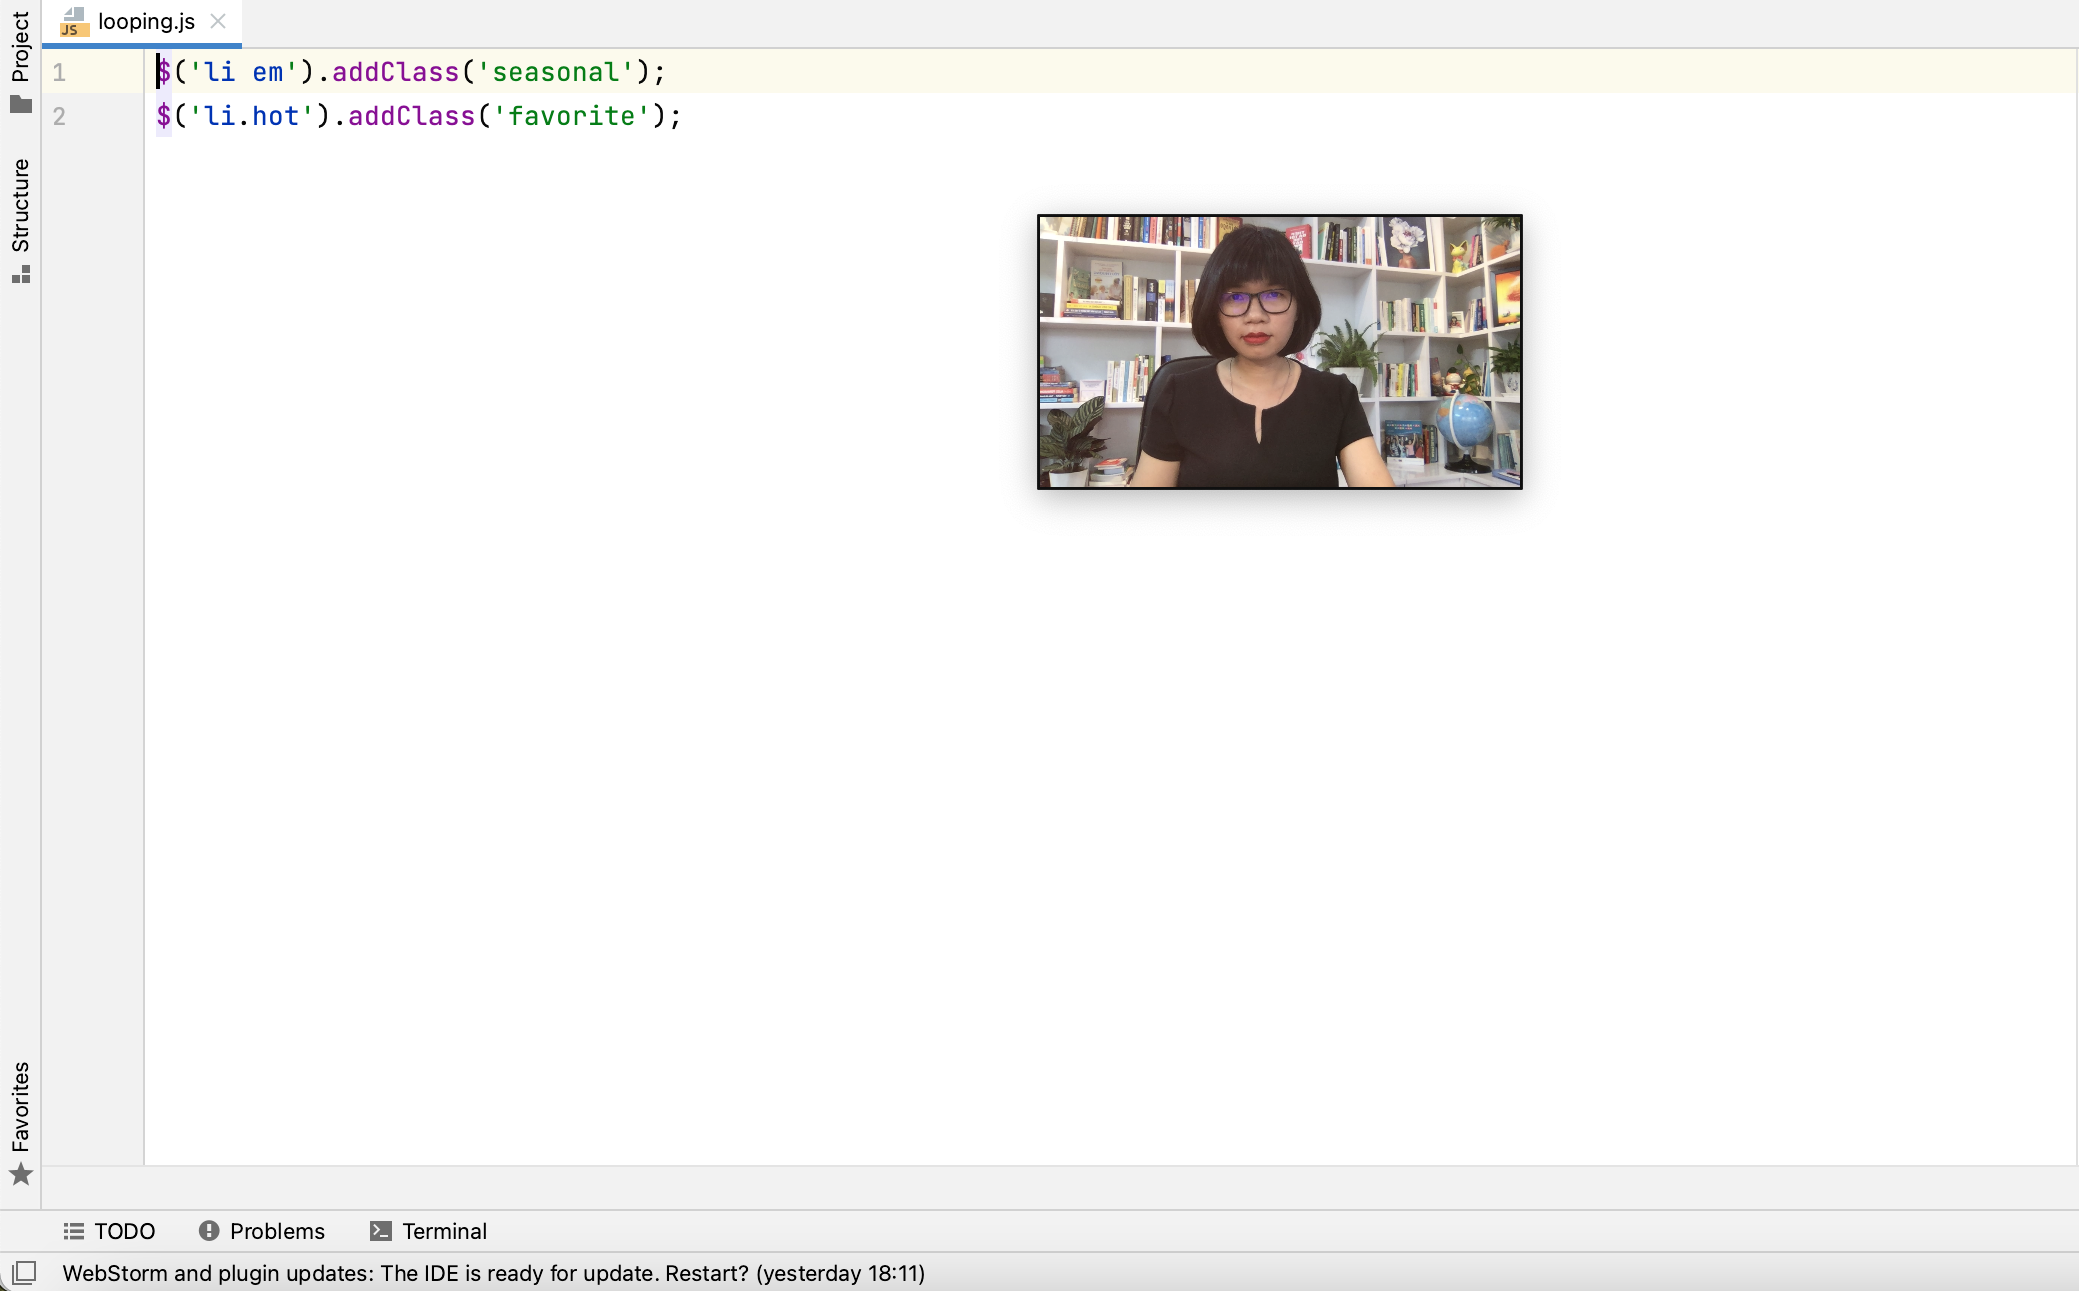 looping.js
Project
Structure
Favorites
1 $('li em').addClass('seasonal');
2 $('li.hot').addClass('favorite');
TODO
Problems
Terminal
WebStorm and plugin updates: The IDE is ready for update. Restart? (yesterday 18:11)